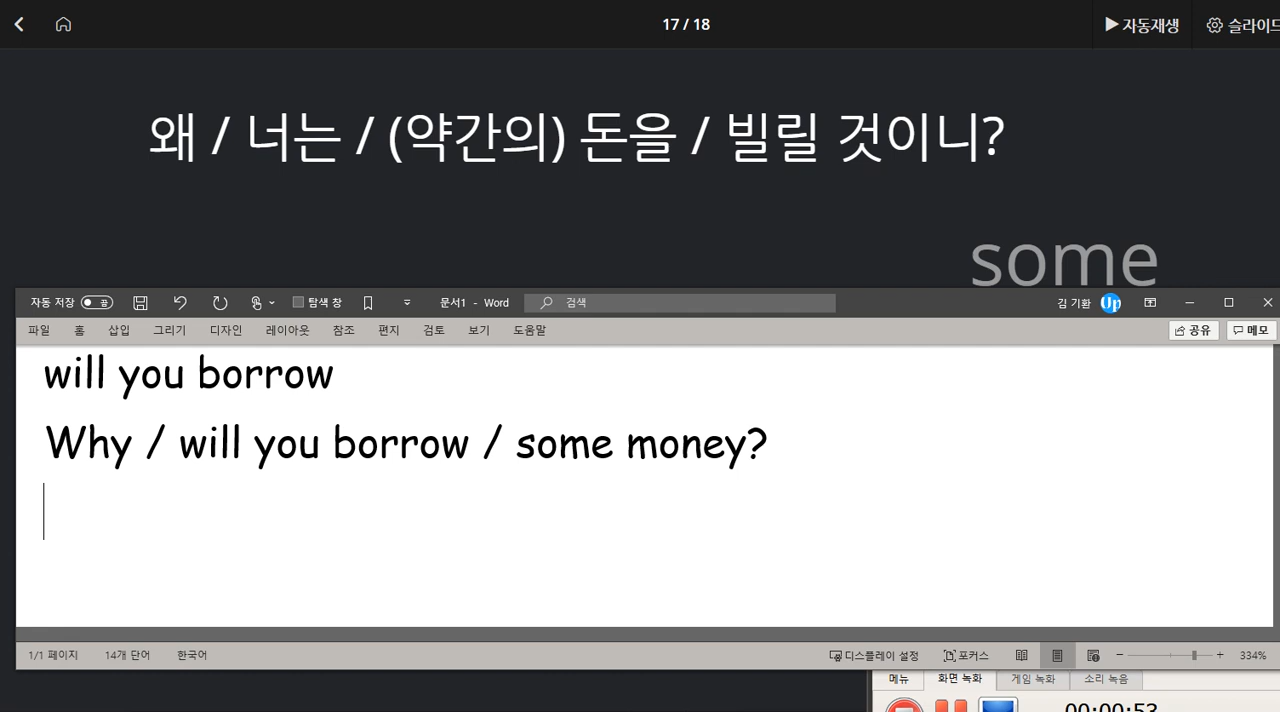 17 / 18
▶ 자동재생
슬라이드
왜 / 너는 / (약간의) 돈을 / 빌릴 것이니?
some
자동 저장 끔 탐색 창 문서1 - Word 검색 김 기환 Up
파일 홈 삽입 그리기 디자인 레이아웃 참조 편지 검토 보기 도움말 공유 메모
will you borrow
Why / will you borrow / some money?
1/1 페이지 14개 단어 한국어 디스플레이 설정 포커스 334%
메뉴 화면 녹화 게임 녹화 소리 녹음
00:00:53